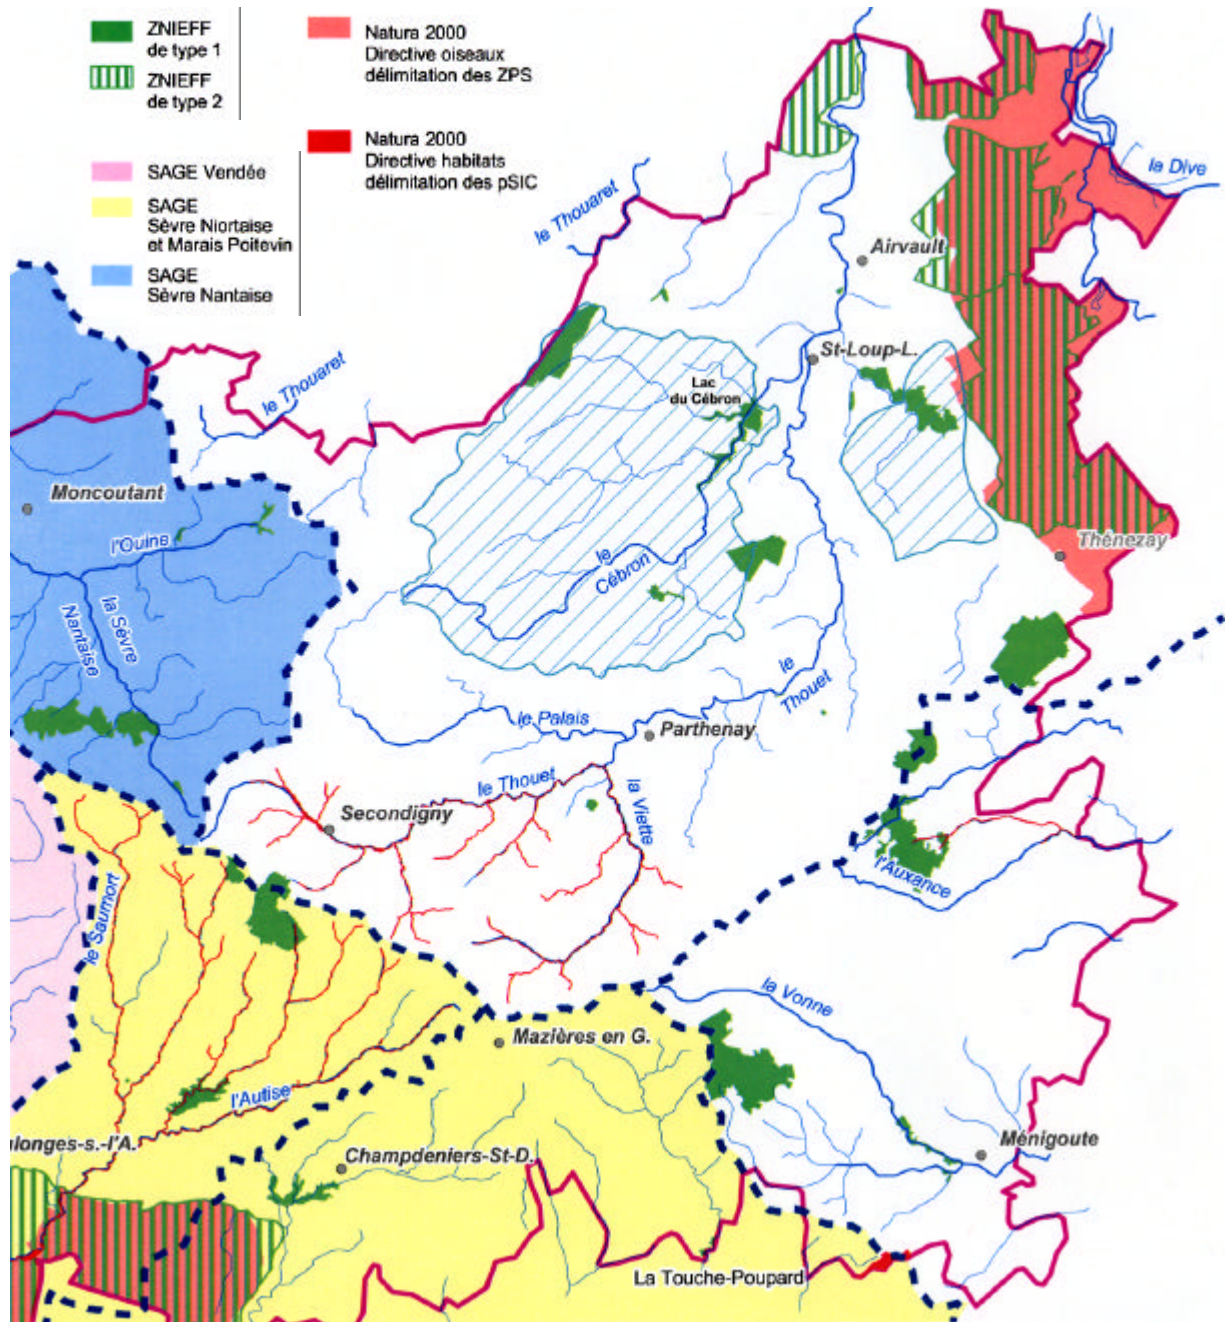 ZNIEFF
de type 1
ZNIEFF
de type 2
Natura 2000
Directive oiseaux
délimitation des ZPS
Natura 2000
Directive habitats
délimitation des pSIC
SAGE Vendée
SAGE
Sèvre Niortaise
et Marais Poitevin
SAGE
Sèvre Nantaise
le Thouaret
la Dive
Airvault
St-Loup-L.
le Thouaret
Lac
du Cébron
Moncoutant
l'Ouine
le
Cébron
Thénezay
la Sèvre
Nantaise
le Palais
le
Thouet
Parthenay
le Thouet
la Viette
Secondigny
l'Auxance
le Saumort
la Vonne
Mazières en G.
l'Autise
Ménigoute
ulonges-s.-l'A.
Champdeniers-St-D.
La Touche-Poupard